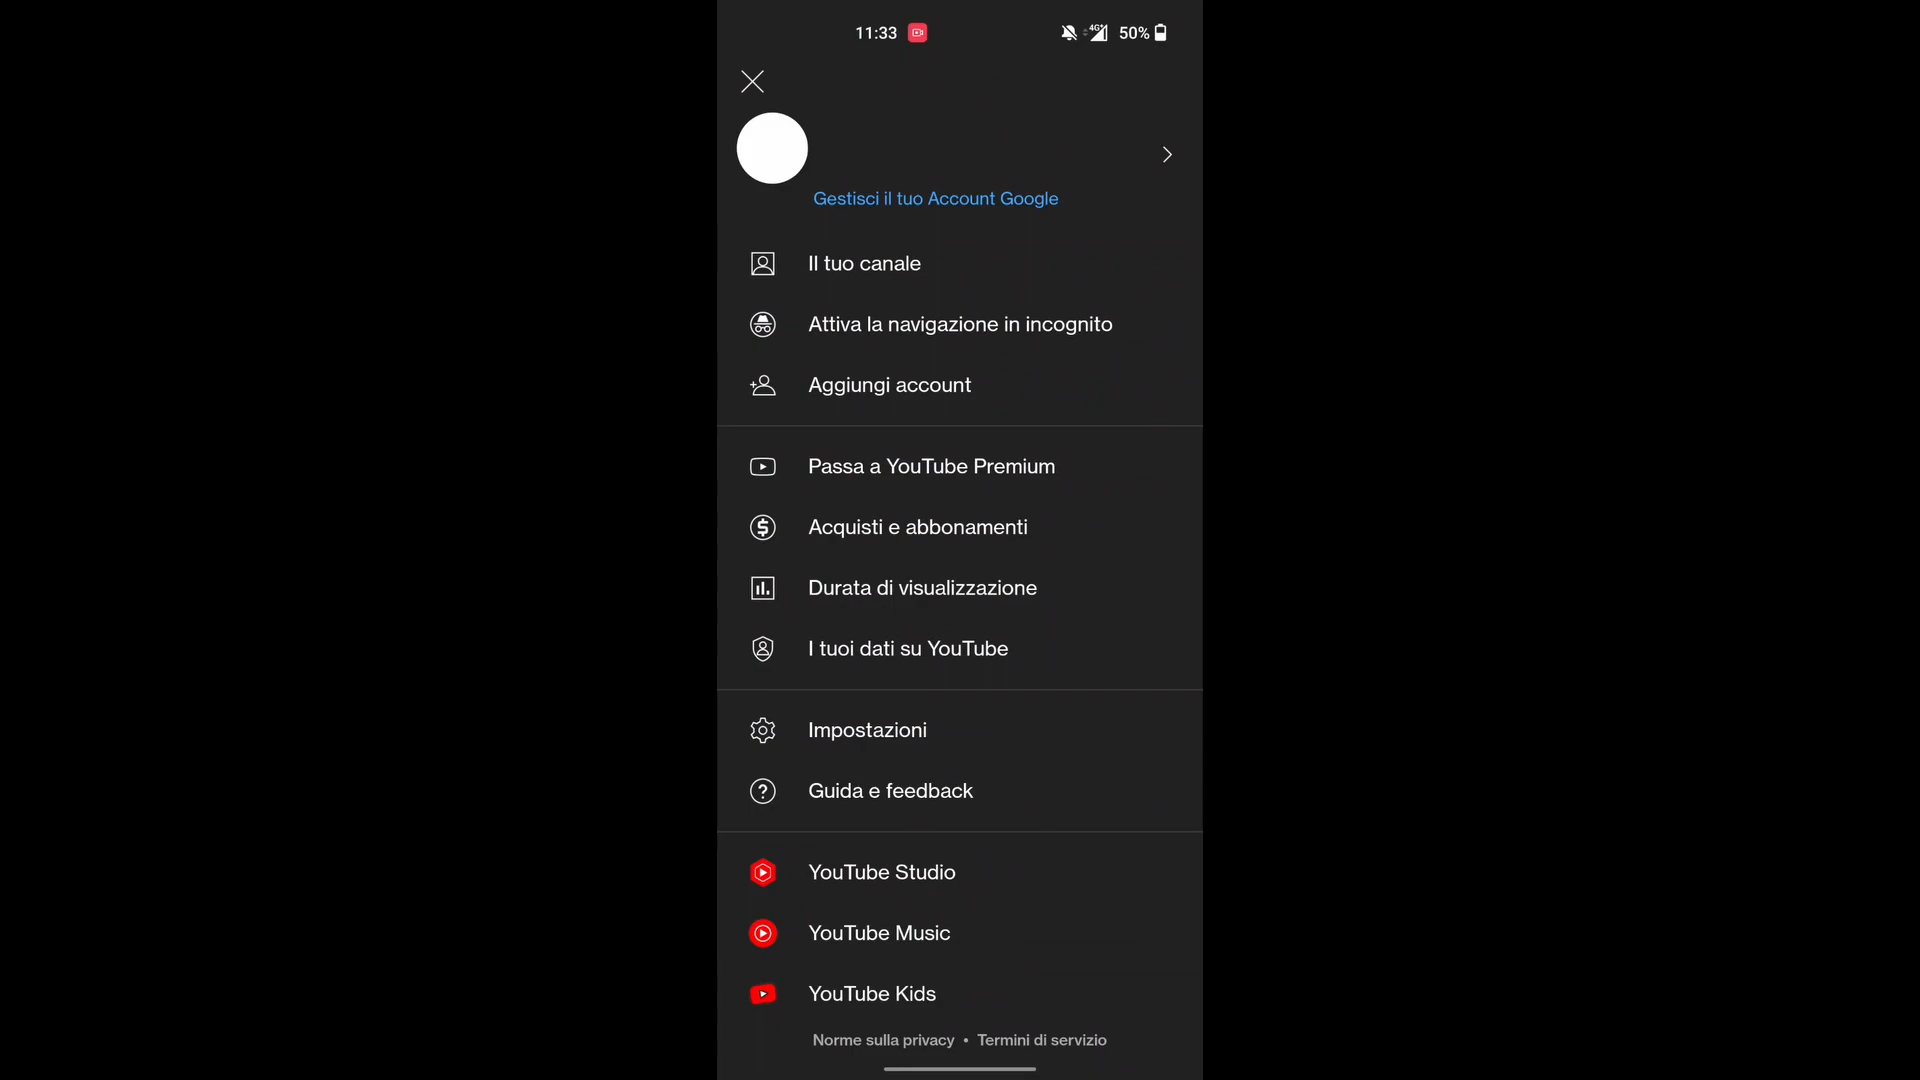 11:33
4G+ 50%
Gestisci il tuo Account Google
Il tuo canale
Attiva la navigazione in incognito
Aggiungi account
Passa a YouTube Premium
Acquisti e abbonamenti
Durata di visualizzazione
I tuoi dati su YouTube
Impostazioni
Guida e feedback
YouTube Studio
YouTube Music
YouTube Kids
Norme sulla privacy • Termini di servizio